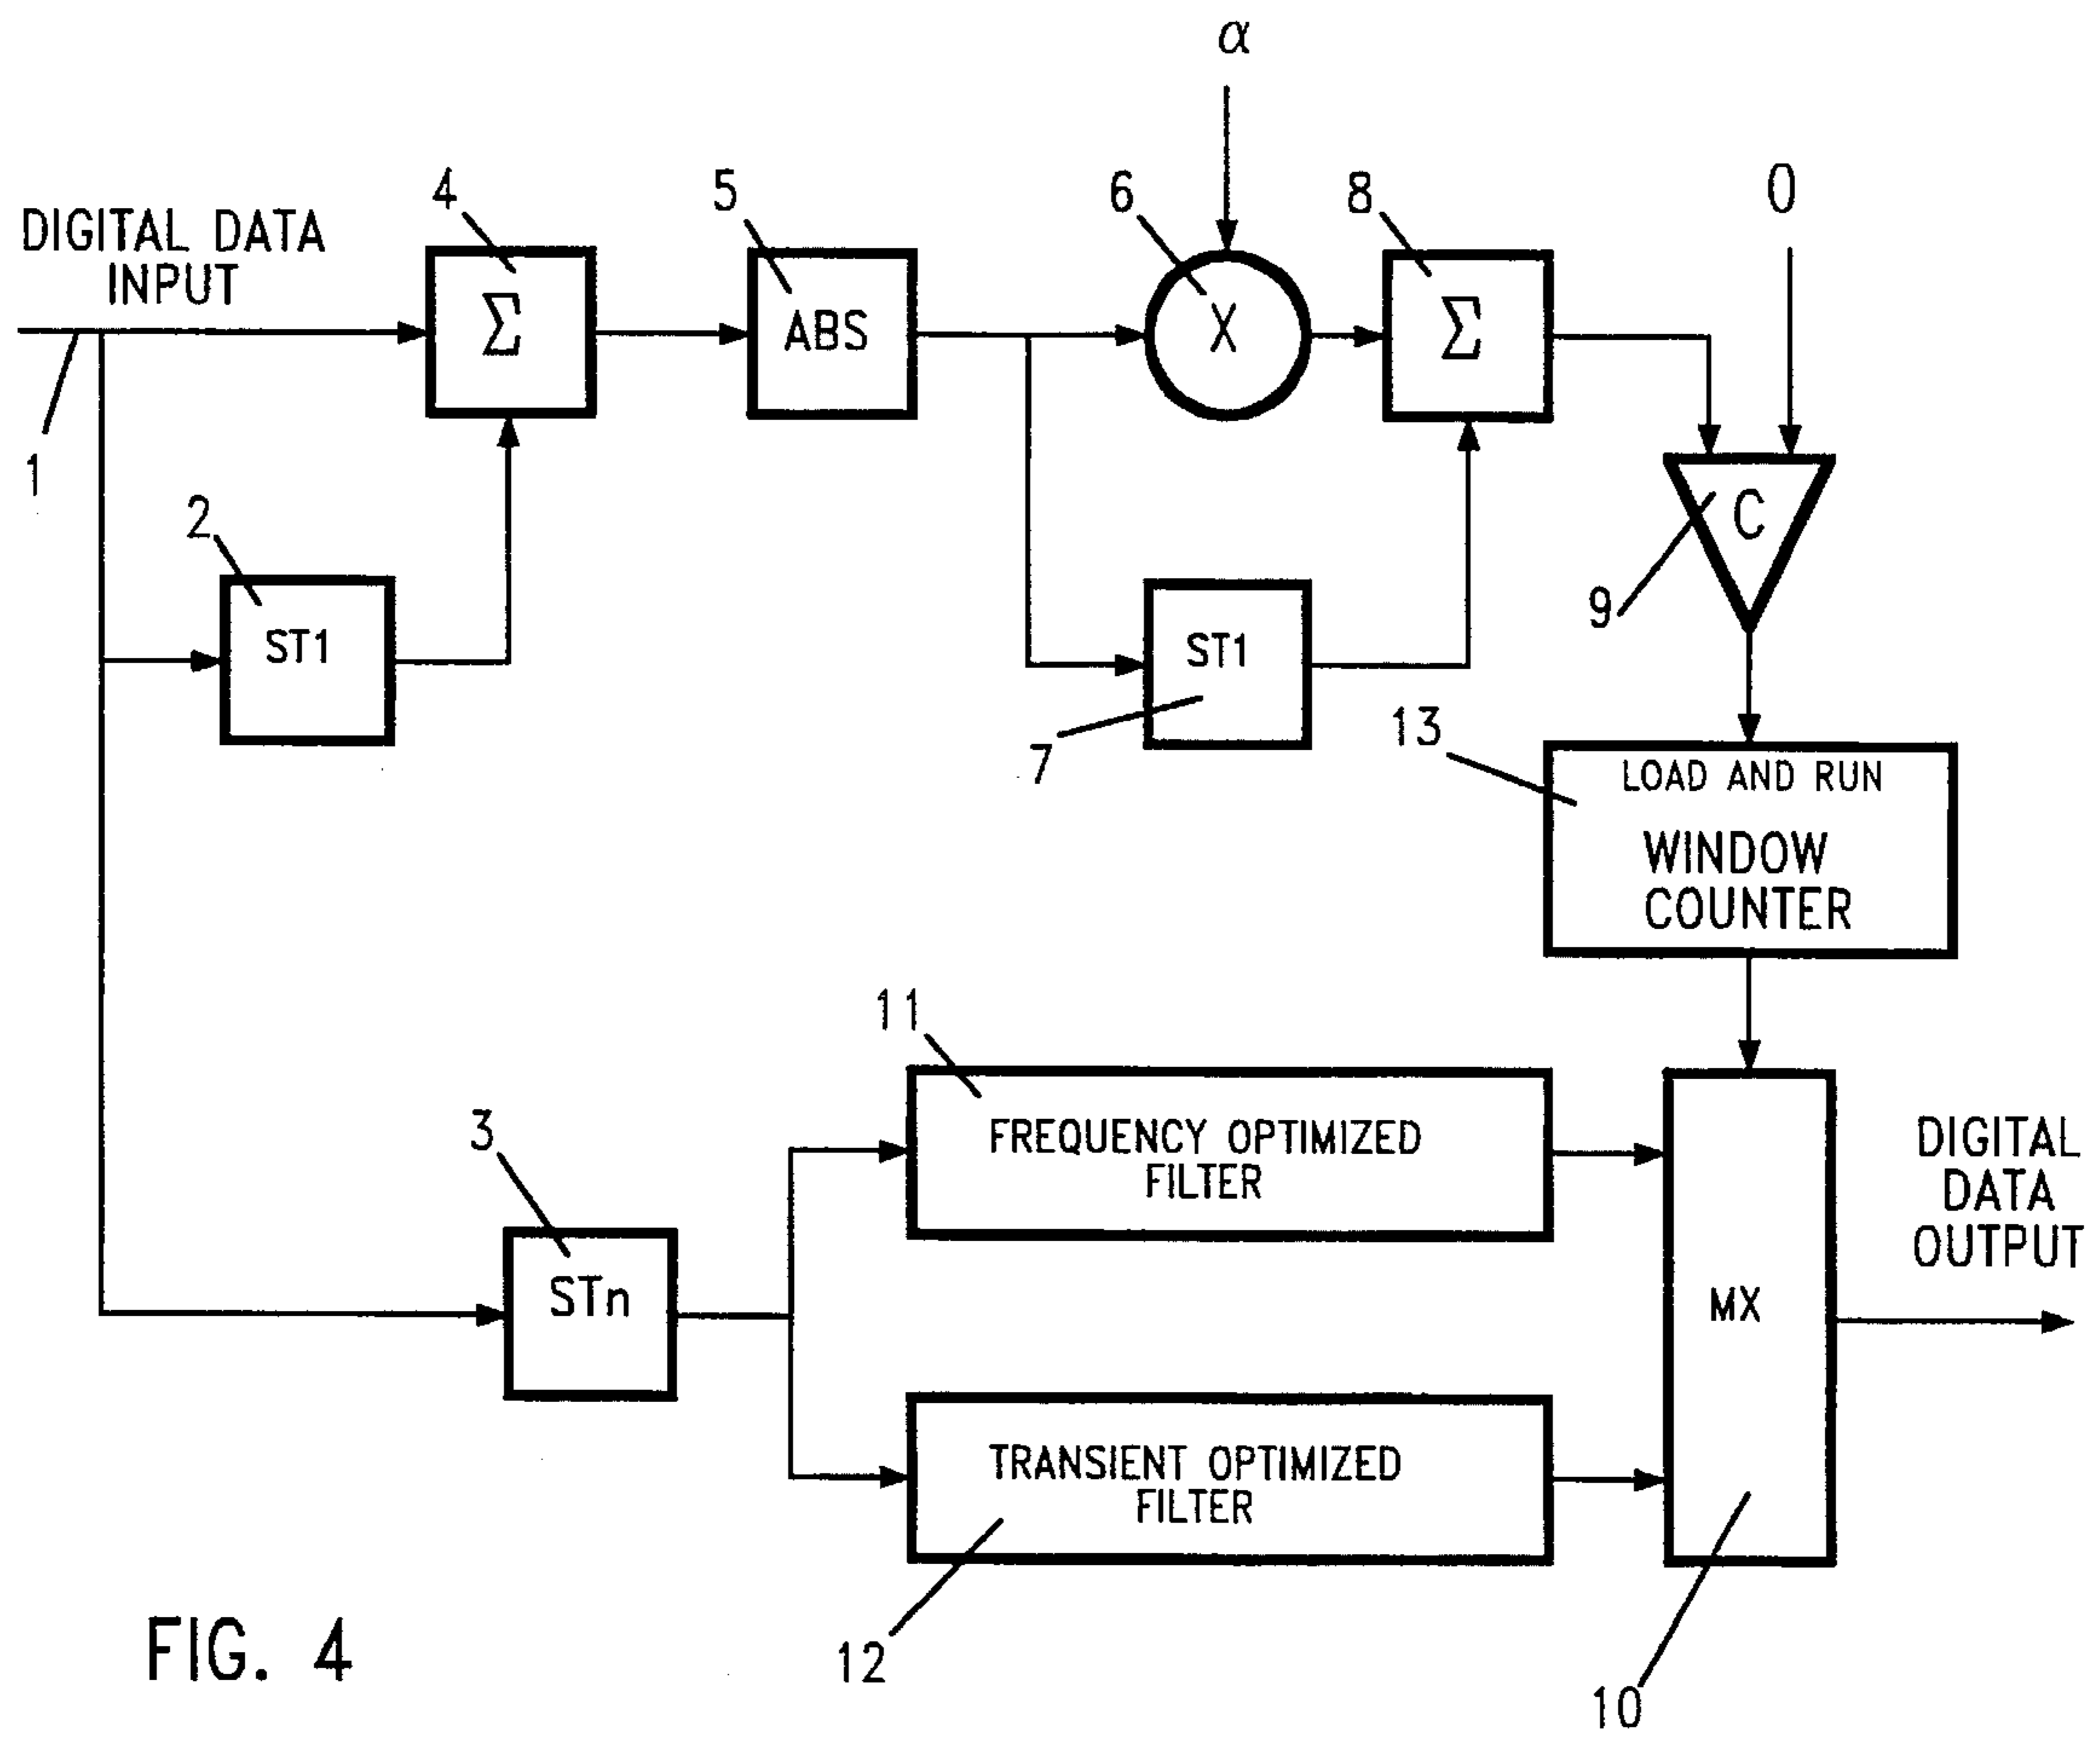 α
DIGITAL DATA
INPUT
4
5
6
8
0
Σ
ABS
X
Σ
1
2
ST1
ST1
7
C
9
13
LOAD AND RUN
WINDOW
COUNTER
11
FREQUENCY OPTIMIZED
FILTER
3
STn
MX
DIGITAL
DATA
OUTPUT
TRANSIENT OPTIMIZED
FILTER
12
10
FIG. 4